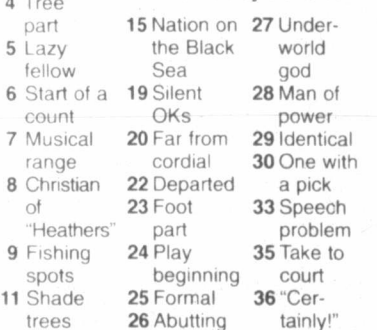 4 Tree
part
5 Lazy
fellow
6 Start of a
count
7 Musical
range
8 Christian
of
"Heathers"
9 Fishing
spots
11 Shade
trees
15 Nation on
the Black
Sea
19 Silent
OKs
20 Far from
cordial
22 Departed
23 Foot
part
24 Play
beginning
25 Formal
26 Abutting
27 Under-
world
god
28 Man of
power
29 Identical
30 One with
a pick
33 Speech
problem
35 Take to
court
36 "Cer-
tainly!"